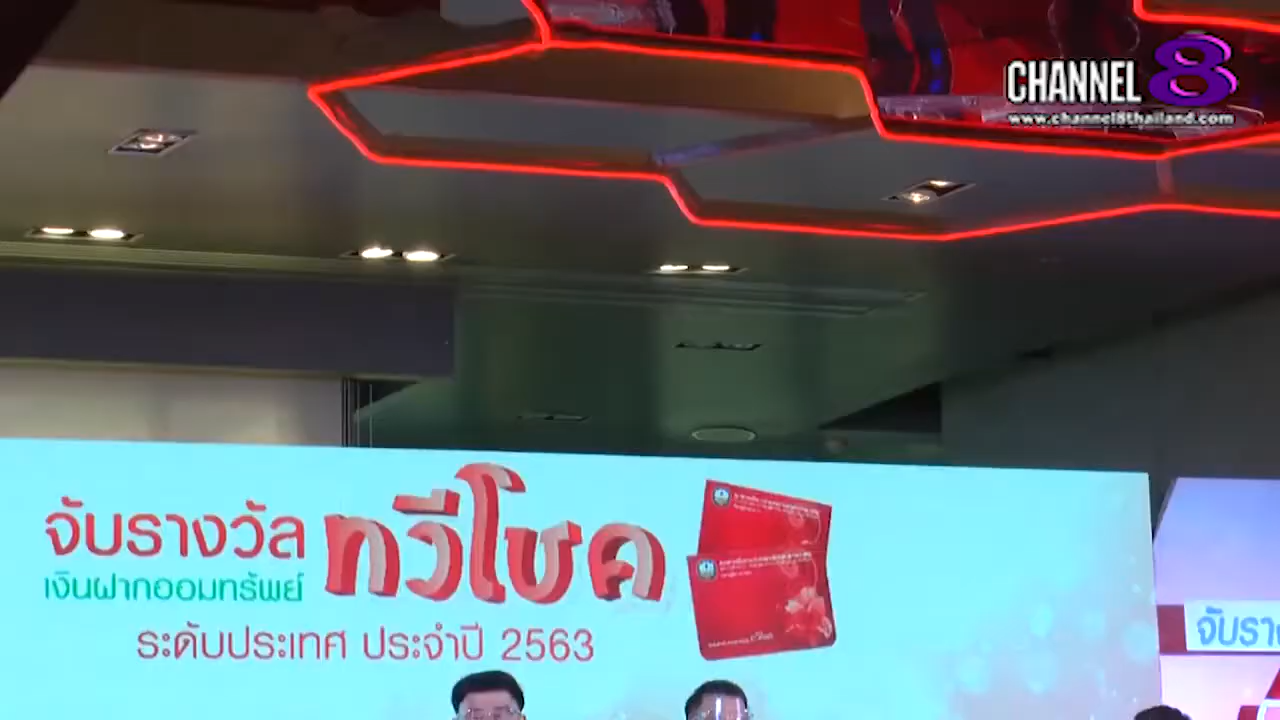 CHANNEL 8
www.channel8thailand.com
จับรางวัล
เงินฝากออมทรัพย์
ทวีโชค
ระดับประเทศ ประจำปี 2563